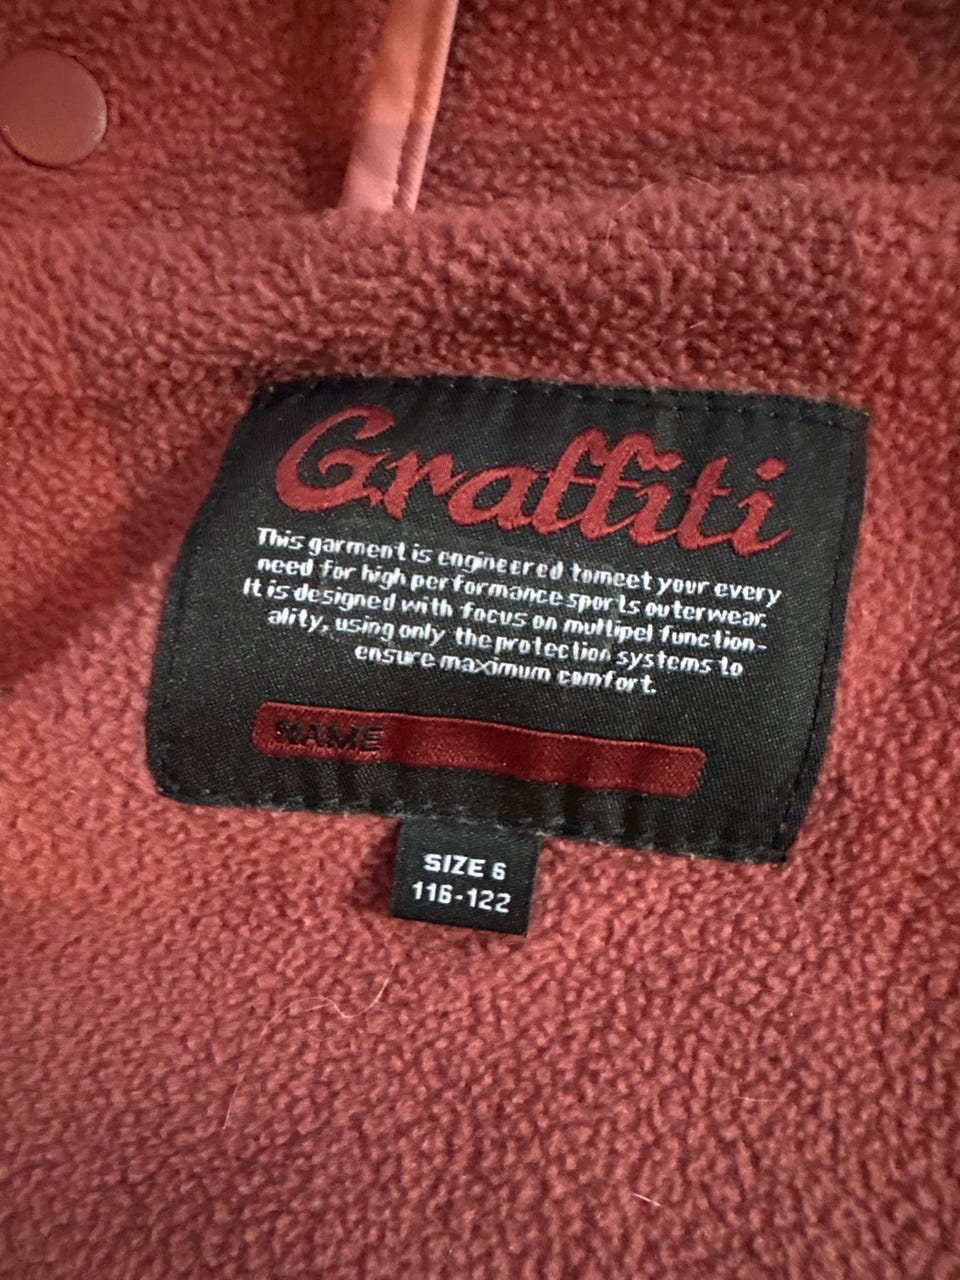 Graffiti
This garment is engineered tomeet your every
need for high performance sports outerwear.
It is designed with focus on multipel function-
ality, using only the protection systems to
ensure maximum comfort.
NAME
SIZE 6
116-122